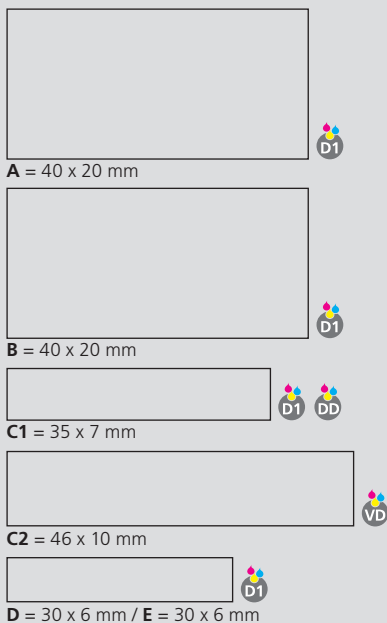 D1
A = 40 x 20 mm
D1
B = 40 x 20 mm
D1 DD
C1 = 35 x 7 mm
VD
C2 = 46 x 10 mm
D1
D = 30 x 6 mm / E = 30 x 6 mm